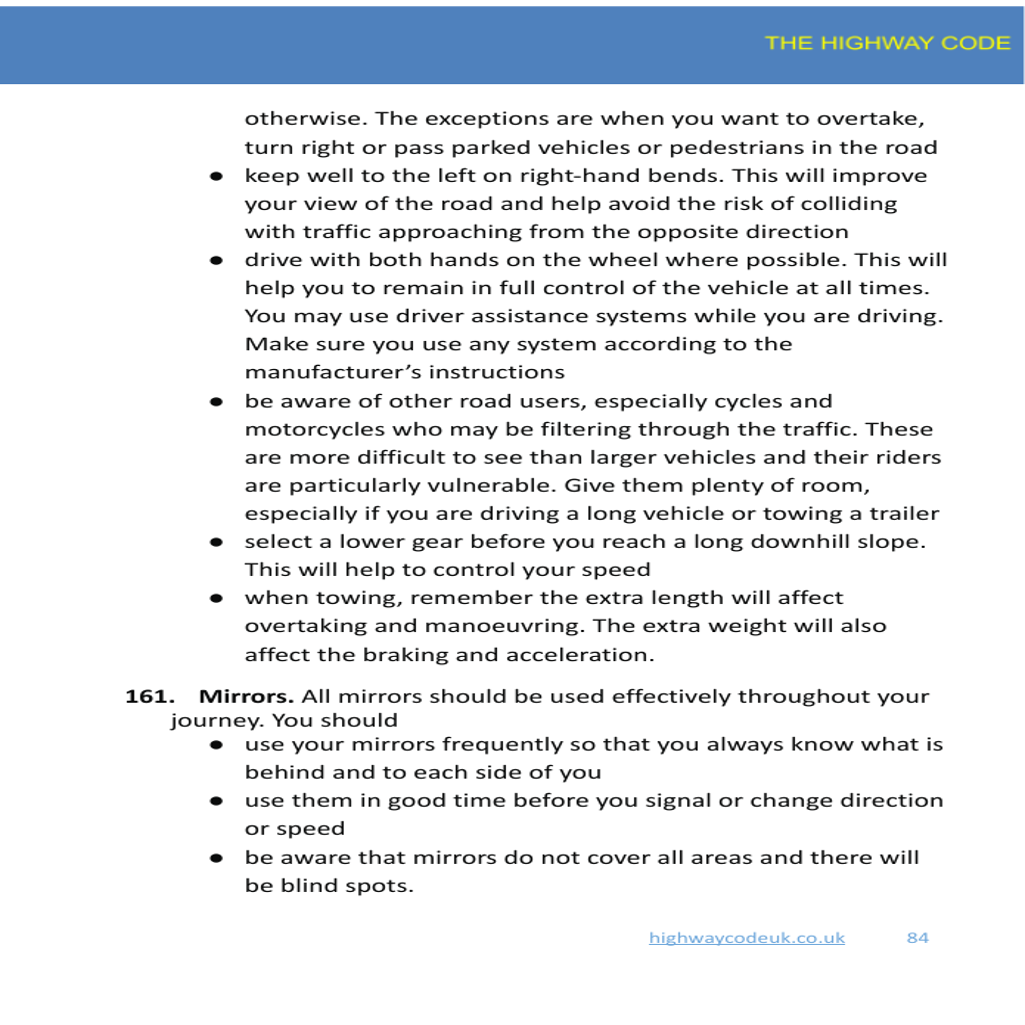 THE HIGHWAY CODE
otherwise. The exceptions are when you want to overtake,
turn right or pass parked vehicles or pedestrians in the road
● keep well to the left on right-hand bends. This will improve
your view of the road and help avoid the risk of colliding
with traffic approaching from the opposite direction
● drive with both hands on the wheel where possible. This will
help you to remain in full control of the vehicle at all times.
You may use driver assistance systems while you are driving.
Make sure you use any system according to the
manufacturer’s instructions
● be aware of other road users, especially cycles and
motorcycles who may be filtering through the traffic. These
are more difficult to see than larger vehicles and their riders
are particularly vulnerable. Give them plenty of room,
especially if you are driving a long vehicle or towing a trailer
● select a lower gear before you reach a long downhill slope.
This will help to control your speed
● when towing, remember the extra length will affect
overtaking and manoeuvring. The extra weight will also
affect the braking and acceleration.
161. Mirrors. All mirrors should be used effectively throughout your
journey. You should
● use your mirrors frequently so that you always know what is
behind and to each side of you
● use them in good time before you signal or change direction
or speed
● be aware that mirrors do not cover all areas and there will
be blind spots.
highwaycodeuk.co.uk 84